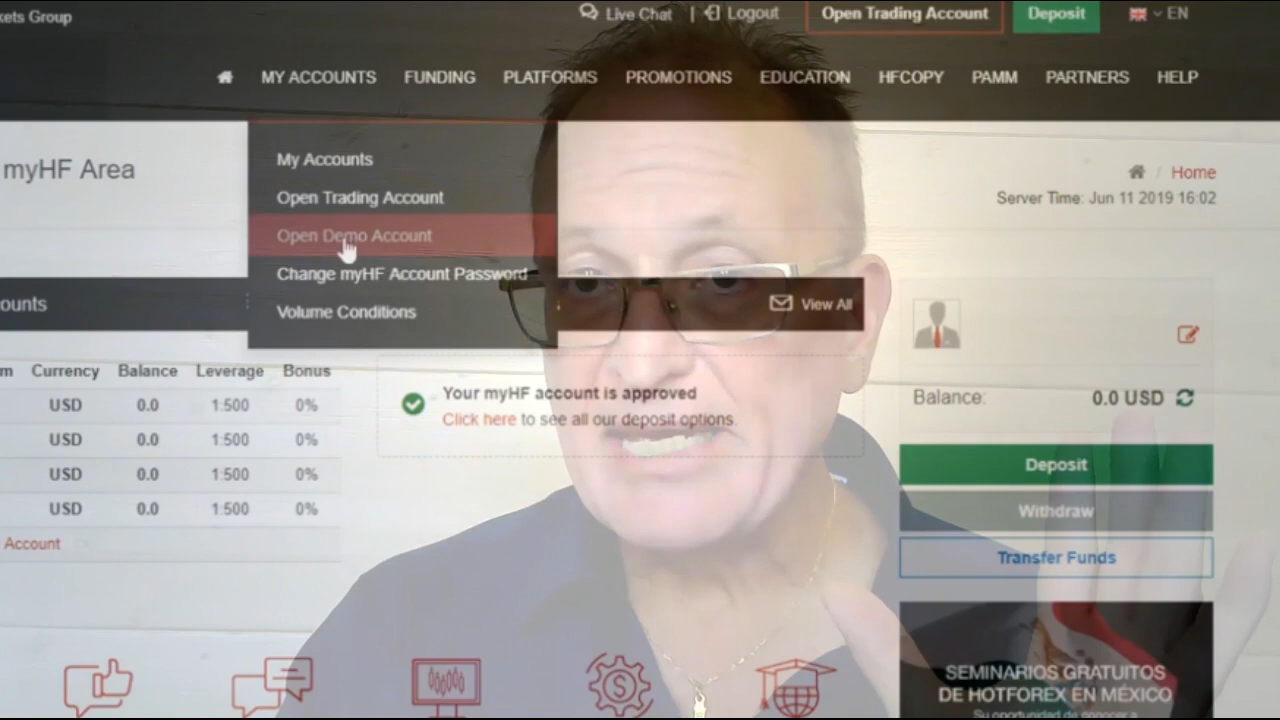 kets Group
Live Chat | Logout Open Trading Account Deposit EN
MY ACCOUNTS FUNDING PLATFORMS PROMOTIONS EDUCATION HFCOPY PAMM PARTNERS HELP
myHF Area
My Accounts
Open Trading Account
Open Demo Account
Change myHF Account Password
Volume Conditions
/ Home
Server Time: Jun 11 2019 16:02
ounts
View All
m Currency Balance Leverage Bonus
USD 0.0 1:500 0%
USD 0.0 1:500 0%
USD 0.0 1:500 0%
USD 0.0 1:500 0%
Account
Your myHF account is approved
Click here to see all our deposit options.
Balance: 0.0 USD
Deposit
Withdraw
Transfer Funds
SEMINARIOS GRATUITOS
DE HOTFOREX EN MÉXICO
Su oportunidad de conocer a